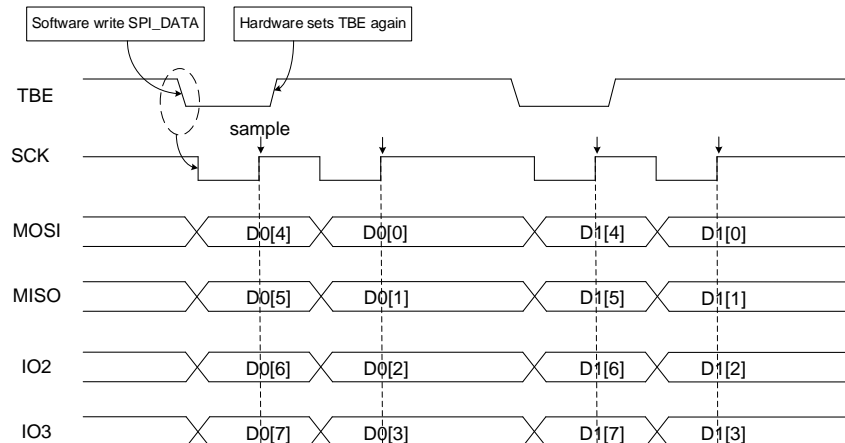 Software write SPI_DATA
Hardware sets TBE again
TBE
sample
SCK
MOSI D0[4] D0[0] D1[4] D1[0]
MISO D0[5] D0[1] D1[5] D1[1]
IO2 D0[6] D0[2] D1[6] D1[2]
IO3 D0[7] D0[3] D1[7] D1[3]